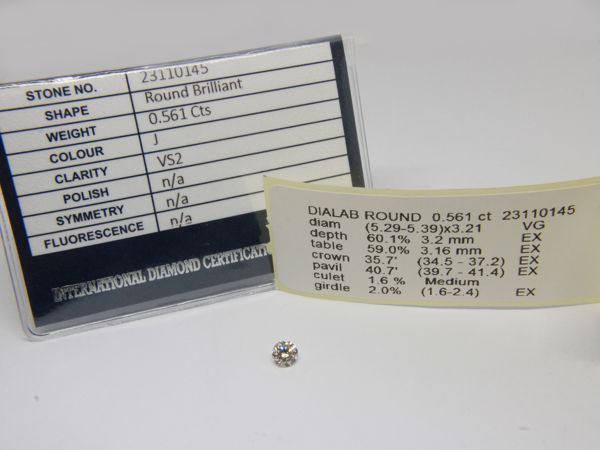 STONE NO. 23110145
SHAPE Round Brilliant
WEIGHT 0.561 Cts
COLOUR J
CLARITY VS2
POLISH n/a
SYMMETRY n/a
FLUORESCENCE n/a
INTERNATIONAL DIAMOND CERTIFICA
DIALAB ROUND 0.561 ct 23110145
diam (5.29-5.39)x3.21 VG
depth 60.1% 3.2 mm EX
table 59.0% 3.16 mm EX
crown 35.7' (34.5 - 37.2) EX
pavil 40.7' (39.7 - 41.4) EX
culet 1.6 % Medium
girdle 2.0% (1.6-2.4) EX